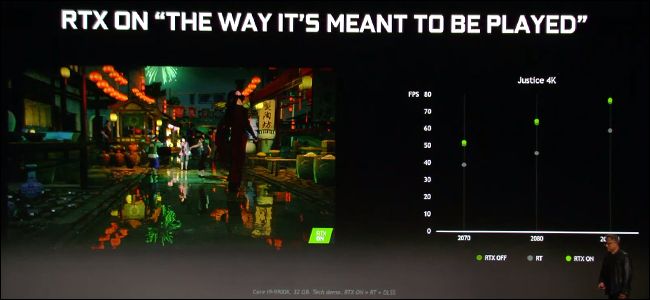 RTX ON “THE WAY IT’S MEANT TO BE PLAYED”
Justice 4K
FPS
80
70
60
50
40
30
20
10
0
2070
2080
RTX OFF
RT
RTX ON
RTX
ON
Core i9-9900K, 32 GB. Tech demo. RTX ON = RT + DLSS